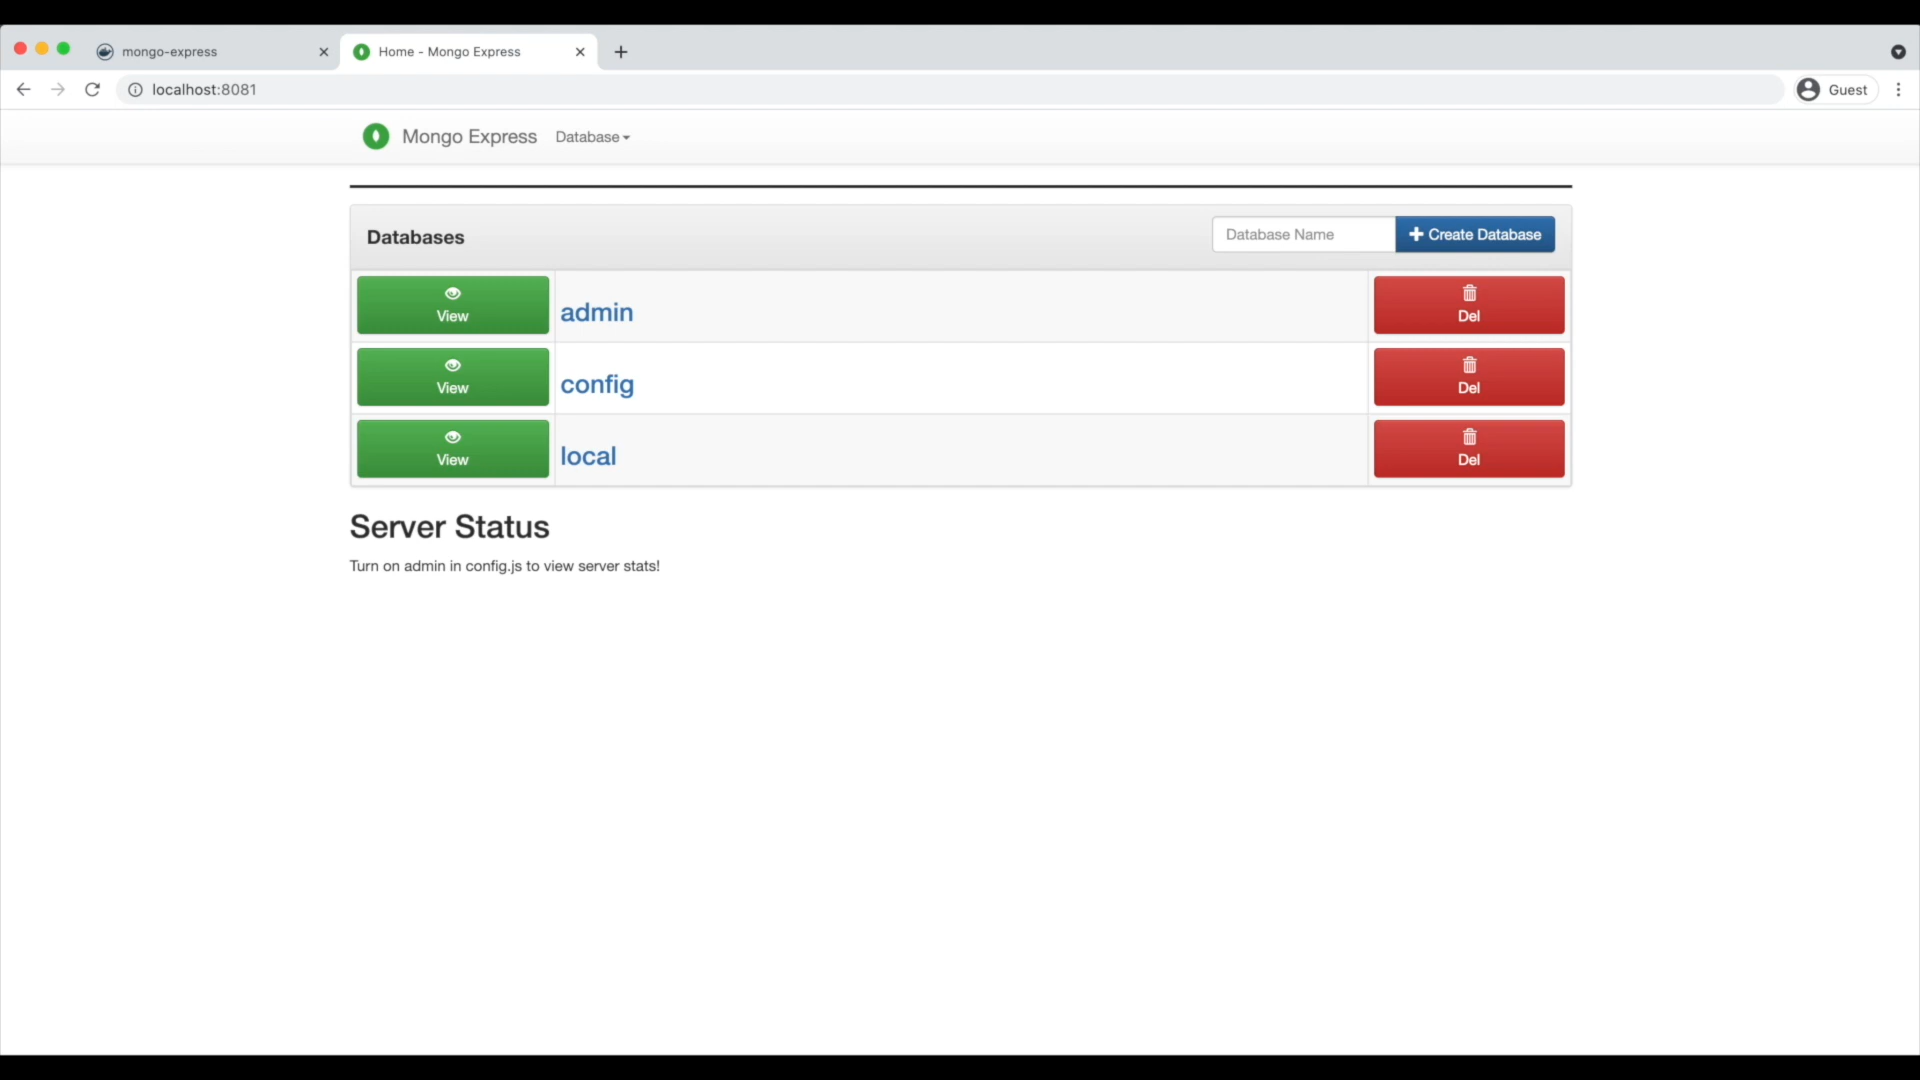 mongo-express
Home - Mongo Express
localhost:8081
Guest
Mongo Express Database
Databases
Database Name
Create Database
View
admin
Del
View
config
Del
View
local
Del
Server Status
Turn on admin in config.js to view server stats!